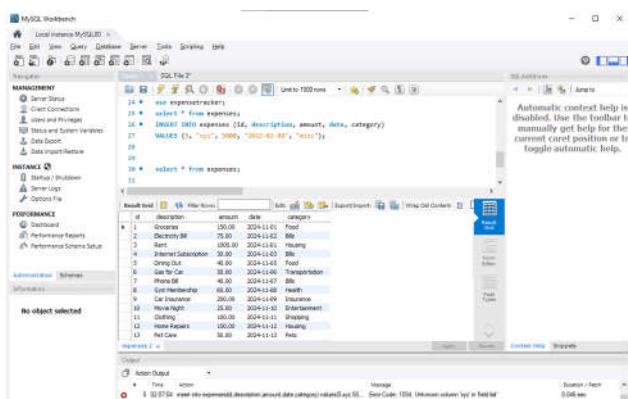 MySQL Workbench
Local instance MySQL80
File Edit View Query Database Server Tools Scripting Help
Navigator
MANAGEMENT
Server Status
Client Connections
Users and Privileges
Status and System Variables
Data Export
Data Import/Restore
INSTANCE
Startup / Shutdown
Server Logs
Options File
PERFORMANCE
Dashboard
Performance Reports
Performance Schema Setup
Administration Schemas
Information
No object selected
SQL File 2*
Limit to 1000 rows
24 use expensetracker;
25 select * from expenses;
26 INSERT INTO expenses (id, description, amount, date, category)
27 VALUES
30 select * from expenses;
31
Result Grid Filter Rows: Edit: Export/Import: Wrap Cell Content:
id description amount date category
1 Groceries 150.00 2024-11-01 Food
2 Electricity Bill 75.00 2024-11-02 Bills
3 Rent 1000.00 2024-11-01 Housing
4 Internet Subscription 30.00 2024-11-03 Bills
5 Dining Out 40.00 2024-11-05 Food
6 Gas for Car 50.00 2024-11-06 Transportation
7 Phone Bill 40.00 2024-11-07 Bills
8 Gym Membership 60.00 2024-11-08 Health
9 Car Insurance 200.00 2024-11-09 Insurance
10 Movie Night 25.00 2024-11-10 Entertainment
11 Clothing 100.00 2024-11-11 Shopping
12 Home Repairs 100.00 2024-11-12 Housing
13 Pet Care 50.00 2024-11-13 Pets
expenses 2
Result Grid
Form Editor
Field Types
Apply Revert
SQL Additions
Jump to
Automatic context help is
disabled. Use the toolbar to
manually get help for the
current caret position or to
toggle automatic help.
Context Help Snippets
Output
Action Output
# Time Action Message Duration / Fetch
Error Code: 1054. Unknown column 'xyz' in 'field list'